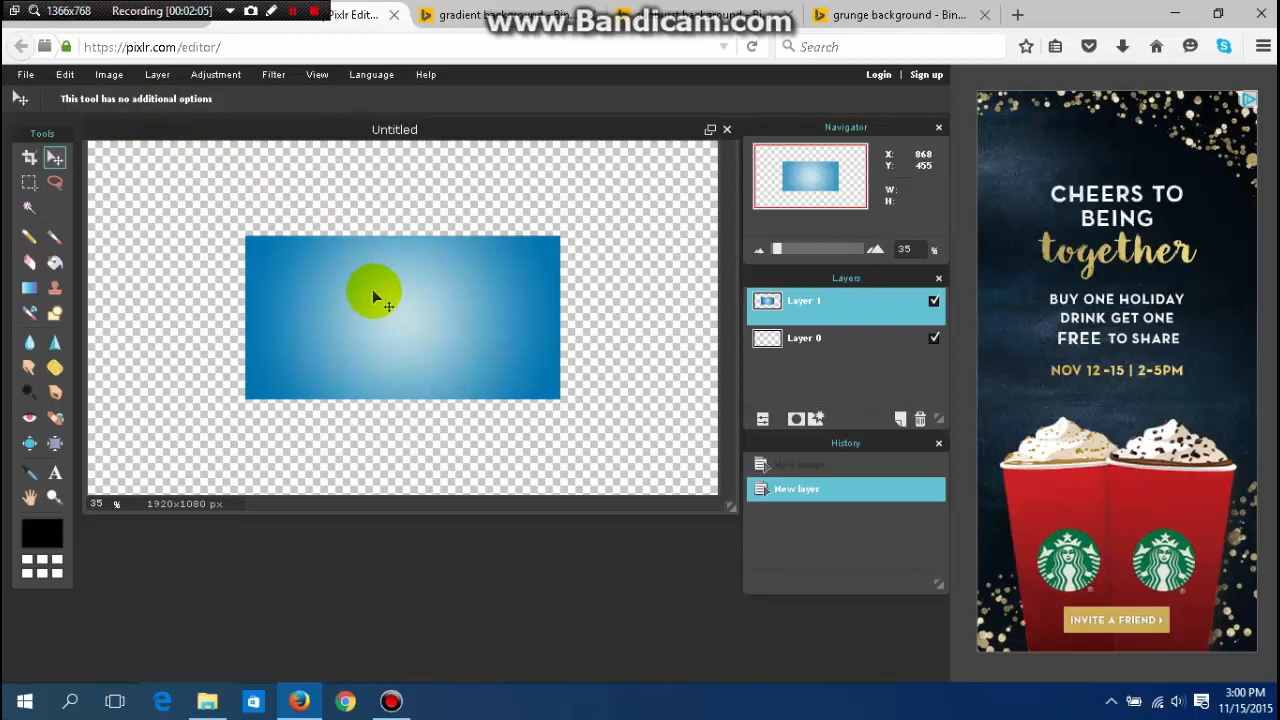 1366x768
Recording [00:02:05]
Pixlr Edit...
gradient background - Bin...
grunge background - Bin...
www.Bandicam.com
https://pixlr.com/editor/
Search
File Edit Image Layer Adjustment Filter View Language Help
Login | Sign up
This tool has no additional options
Tools
Untitled
Navigator
X: 868
Y: 455
W:
H:
35 %
Layers
Layer 1
Layer 0
History
New image
New layer
35 % 1920x1080 px
CHEERS TO
BEING
together
BUY ONE HOLIDAY
DRINK GET ONE
FREE TO SHARE
NOV 12 -15 | 2-5PM
INVITE A FRIEND
3:00 PM
11/15/2015